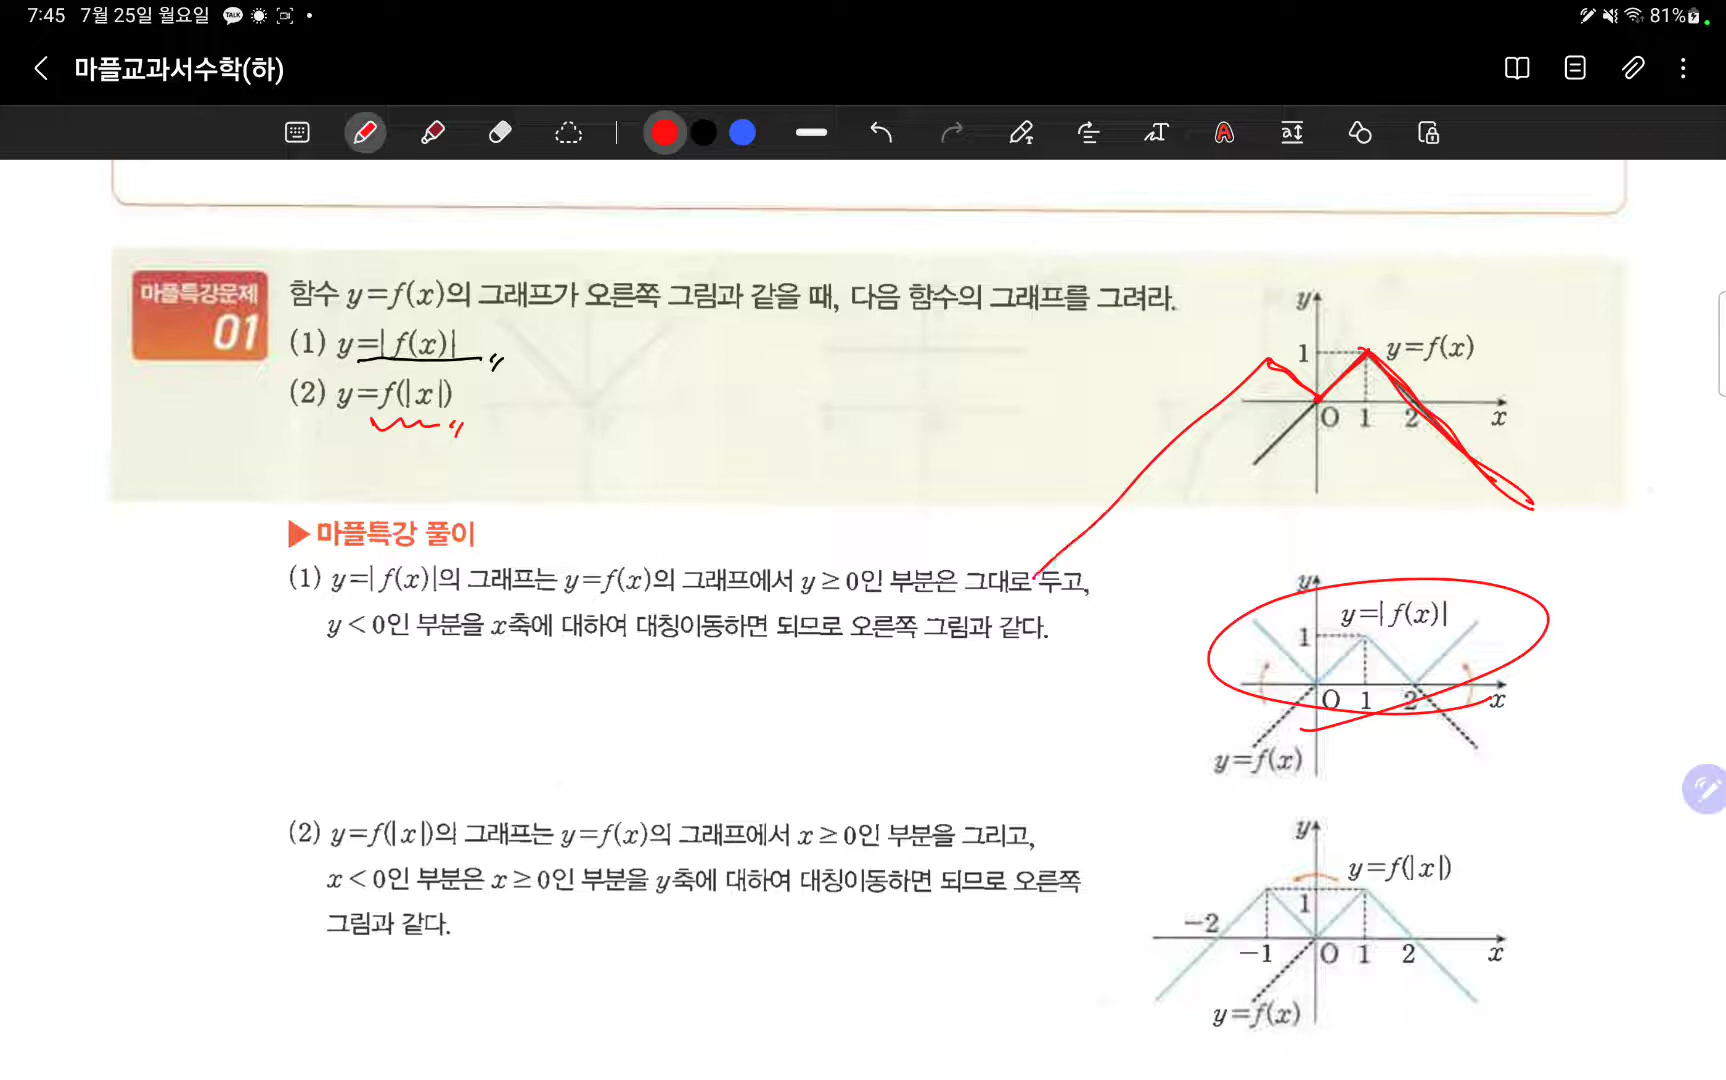 7:45 7월 25일 월요일
TALK
81%
마플교과서수학(하)
마플특강문제
01
함수 y=f(x)의 그래프가 오른쪽 그림과 같을 때, 다음 함수의 그래프를 그려라.
(1) y=|f(x)|
(2) y=f(|x|)
y
1
y=f(x)
O 1 2 x
▶ 마플특강 풀이
(1) y=|f(x)|의 그래프는 y=f(x)의 그래프에서 y≥0인 부분은 그대로 두고,
y<0인 부분을 x축에 대하여 대칭이동하면 되므로 오른쪽 그림과 같다.
y
y=|f(x)|
1
O 1 2 x
y=f(x)
(2) y=f(|x|)의 그래프는 y=f(x)의 그래프에서 x≥0인 부분을 그리고,
x<0인 부분은 x≥0인 부분을 y축에 대하여 대칭이동하면 되므로 오른쪽
그림과 같다.
y
y=f(|x|)
1
-2
-1 O 1 2 x
y=f(x)